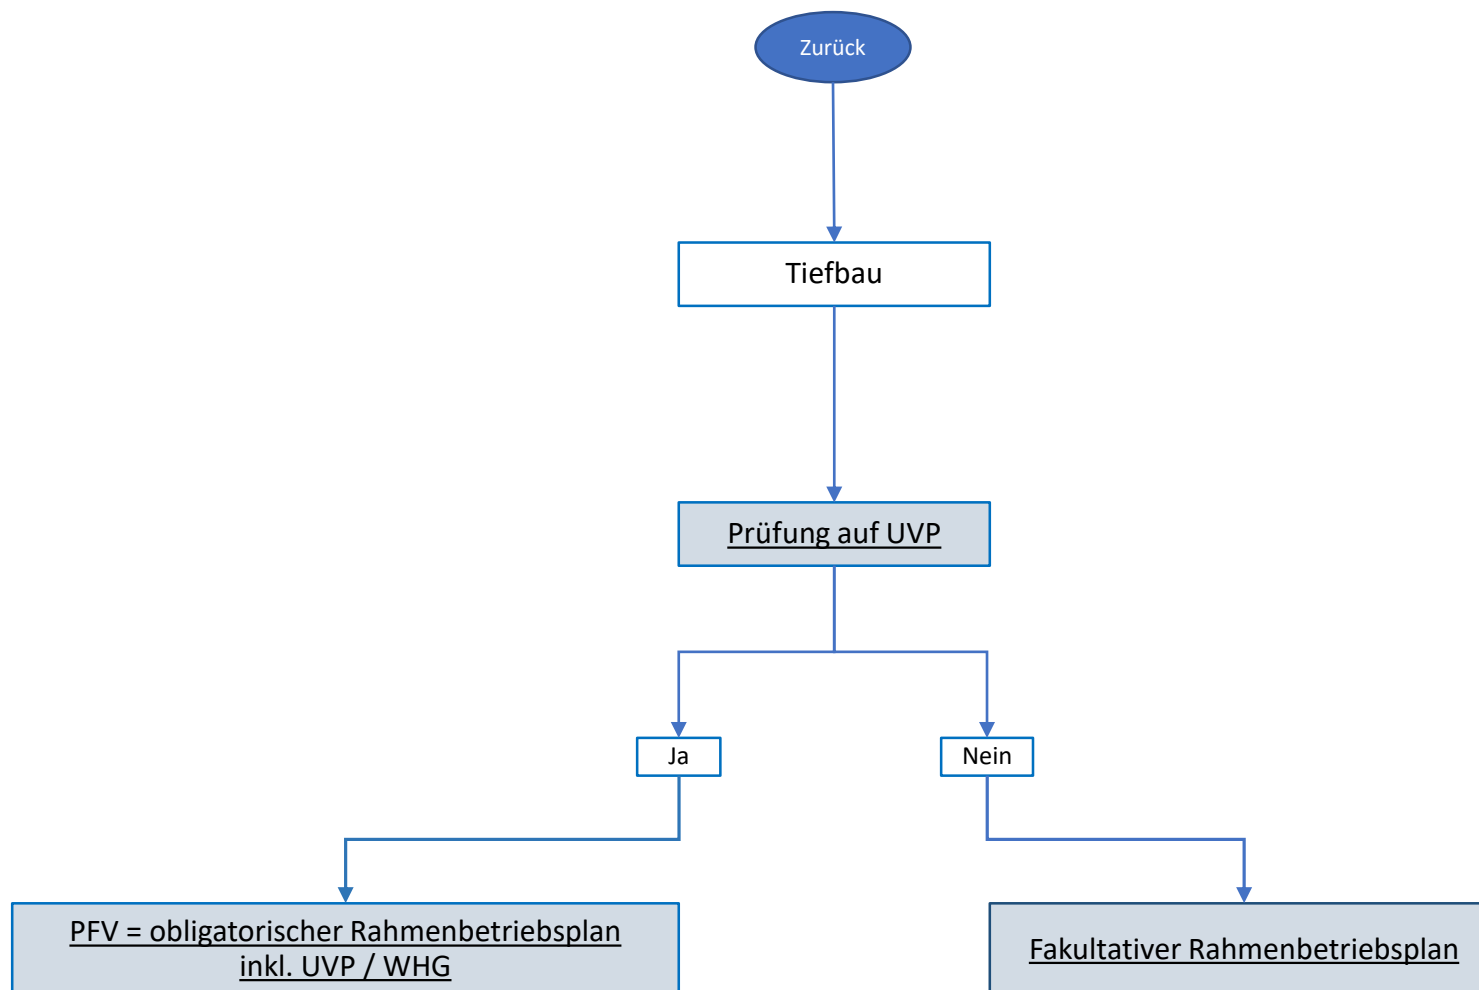 Zurück
Tiefbau
Prüfung auf UVP
Ja
Nein
PFV = obligatorischer Rahmenbetriebsplan
inkl. UVP / WHG
Fakultativer Rahmenbetriebsplan